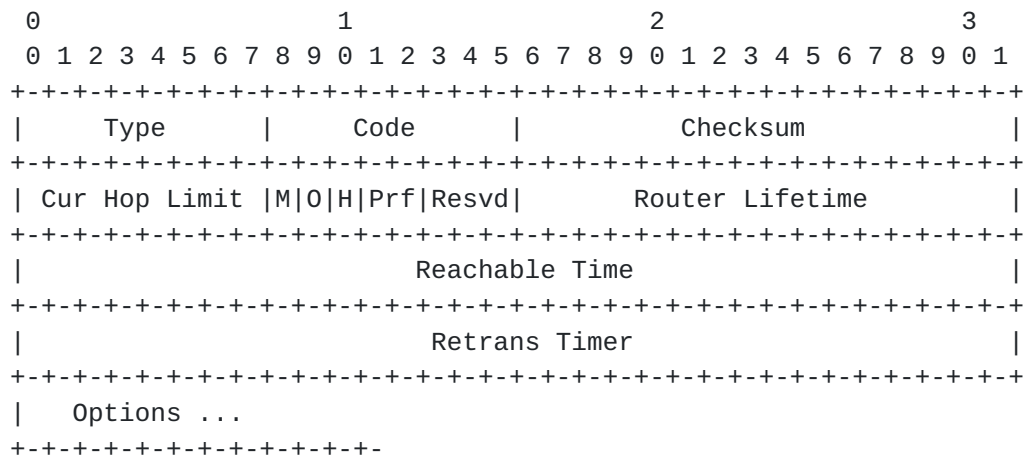 0                   1                   2                   3
 0 1 2 3 4 5 6 7 8 9 0 1 2 3 4 5 6 7 8 9 0 1 2 3 4 5 6 7 8 9 0 1
+-+-+-+-+-+-+-+-+-+-+-+-+-+-+-+-+-+-+-+-+-+-+-+-+-+-+-+-+-+-+-+-+
|     Type      |     Code      |          Checksum             |
+-+-+-+-+-+-+-+-+-+-+-+-+-+-+-+-+-+-+-+-+-+-+-+-+-+-+-+-+-+-+-+-+
| Cur Hop Limit |M|O|H|Prf|Resvd|       Router Lifetime         |
+-+-+-+-+-+-+-+-+-+-+-+-+-+-+-+-+-+-+-+-+-+-+-+-+-+-+-+-+-+-+-+-+
|                         Reachable Time                        |
+-+-+-+-+-+-+-+-+-+-+-+-+-+-+-+-+-+-+-+-+-+-+-+-+-+-+-+-+-+-+-+-+
|                          Retrans Timer                        |
+-+-+-+-+-+-+-+-+-+-+-+-+-+-+-+-+-+-+-+-+-+-+-+-+-+-+-+-+-+-+-+-+
|   Options ...
+-+-+-+-+-+-+-+-+-+-+-+-